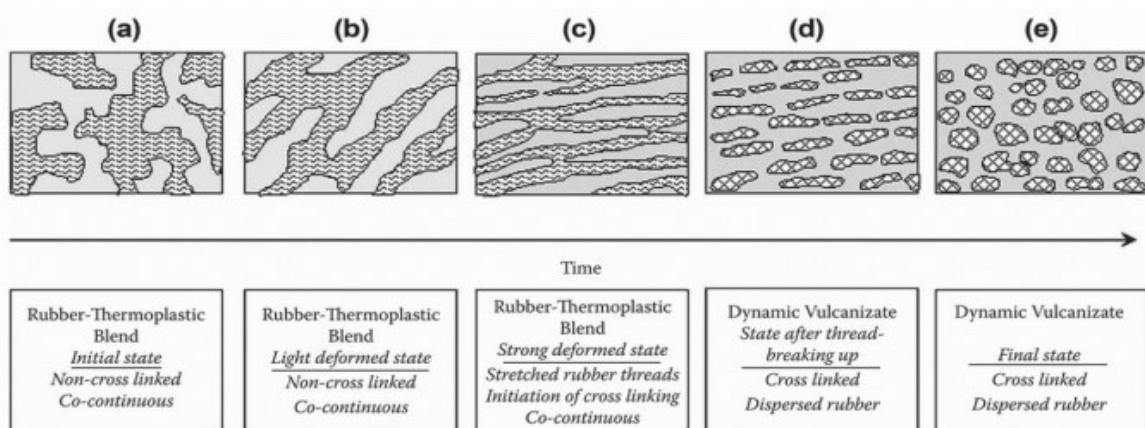 (a)
(b)
(c)
(d)
(e)
Time
Rubber-Thermoplastic
Blend
Initial state
Non-cross linked
Co-continuous
Rubber-Thermoplastic
Blend
Light deformed state
Non-cross linked
Co-continuous
Rubber-Thermoplastic
Blend
Strong deformed state
Stretched rubber threads
Initiation of cross linking
Co-continuous
Dynamic Vulcanizate
State after thread-
breaking up
Cross linked
Dispersed rubber
Dynamic Vulcanizate
Final state
Cross linked
Dispersed rubber